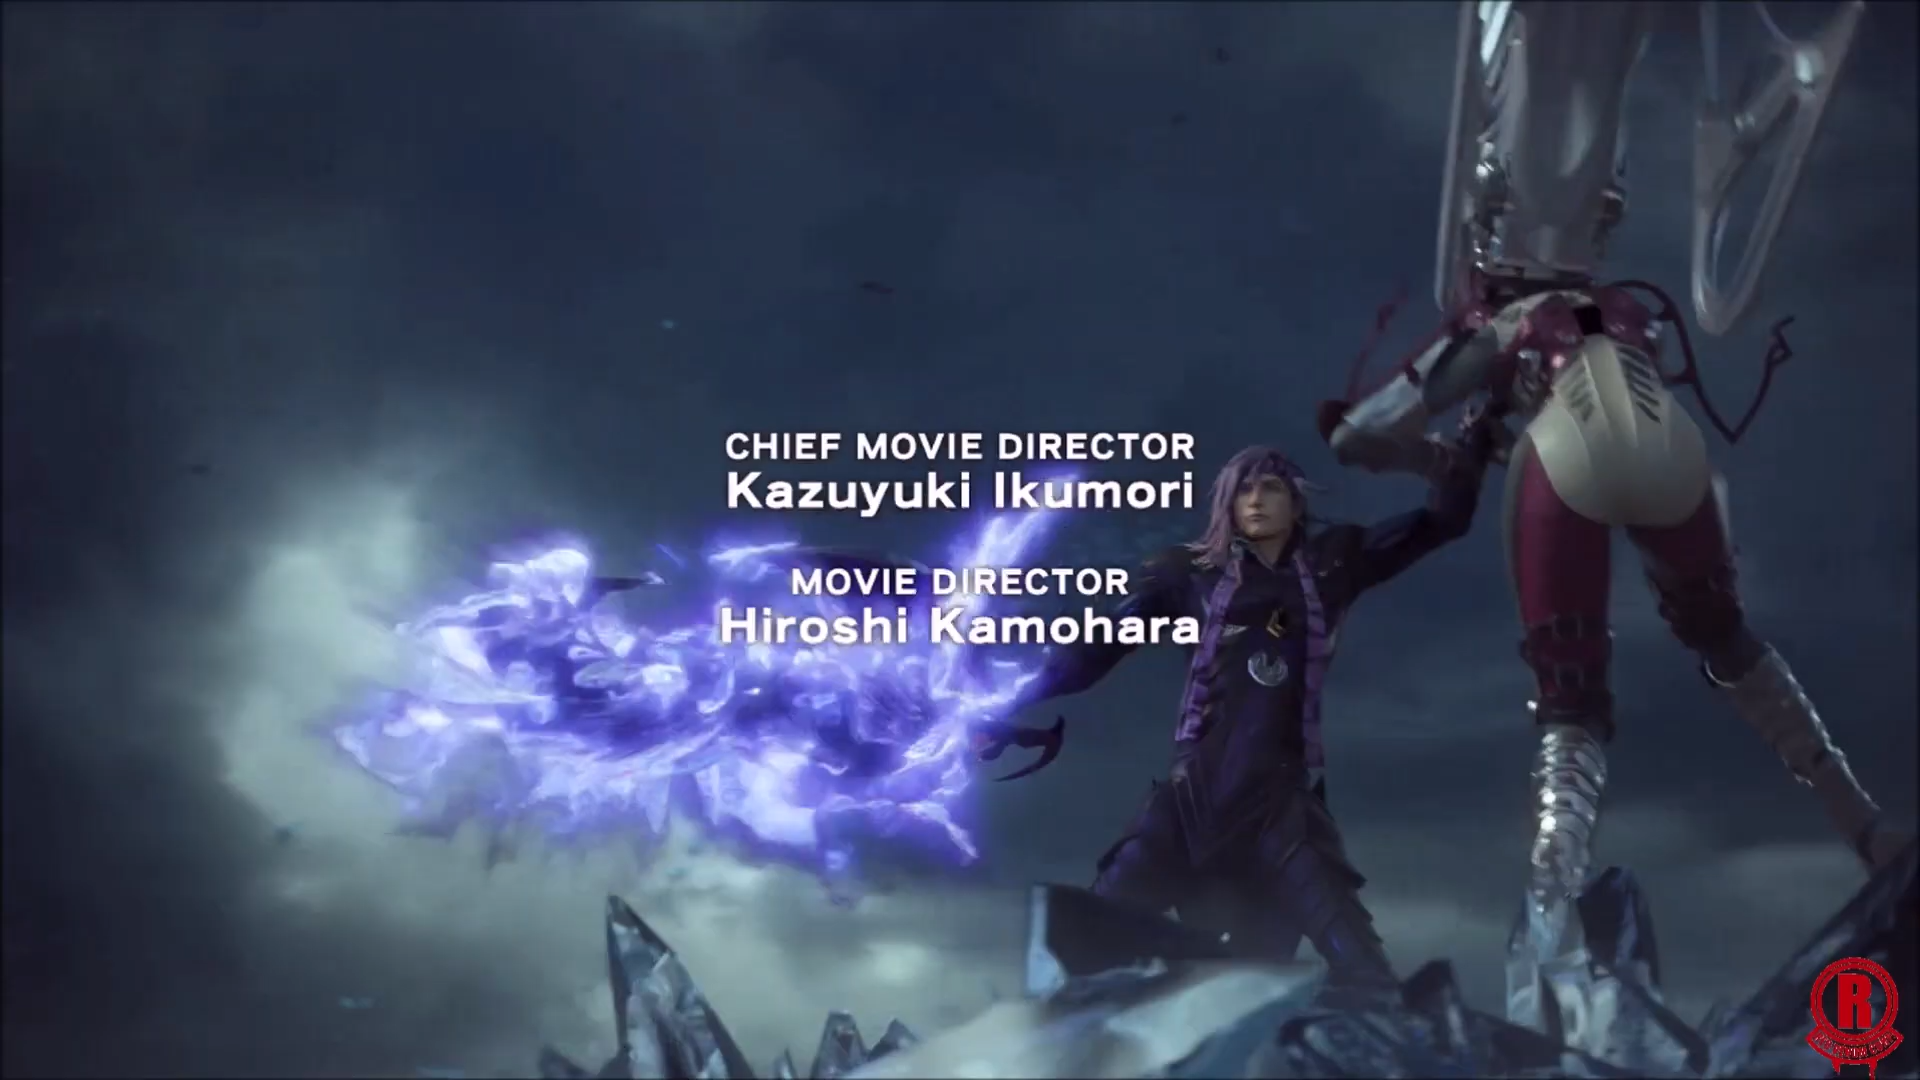 CHIEF MOVIE DIRECTOR
Kazuyuki Ikumori
MOVIE DIRECTOR
Hiroshi Kamohara
R